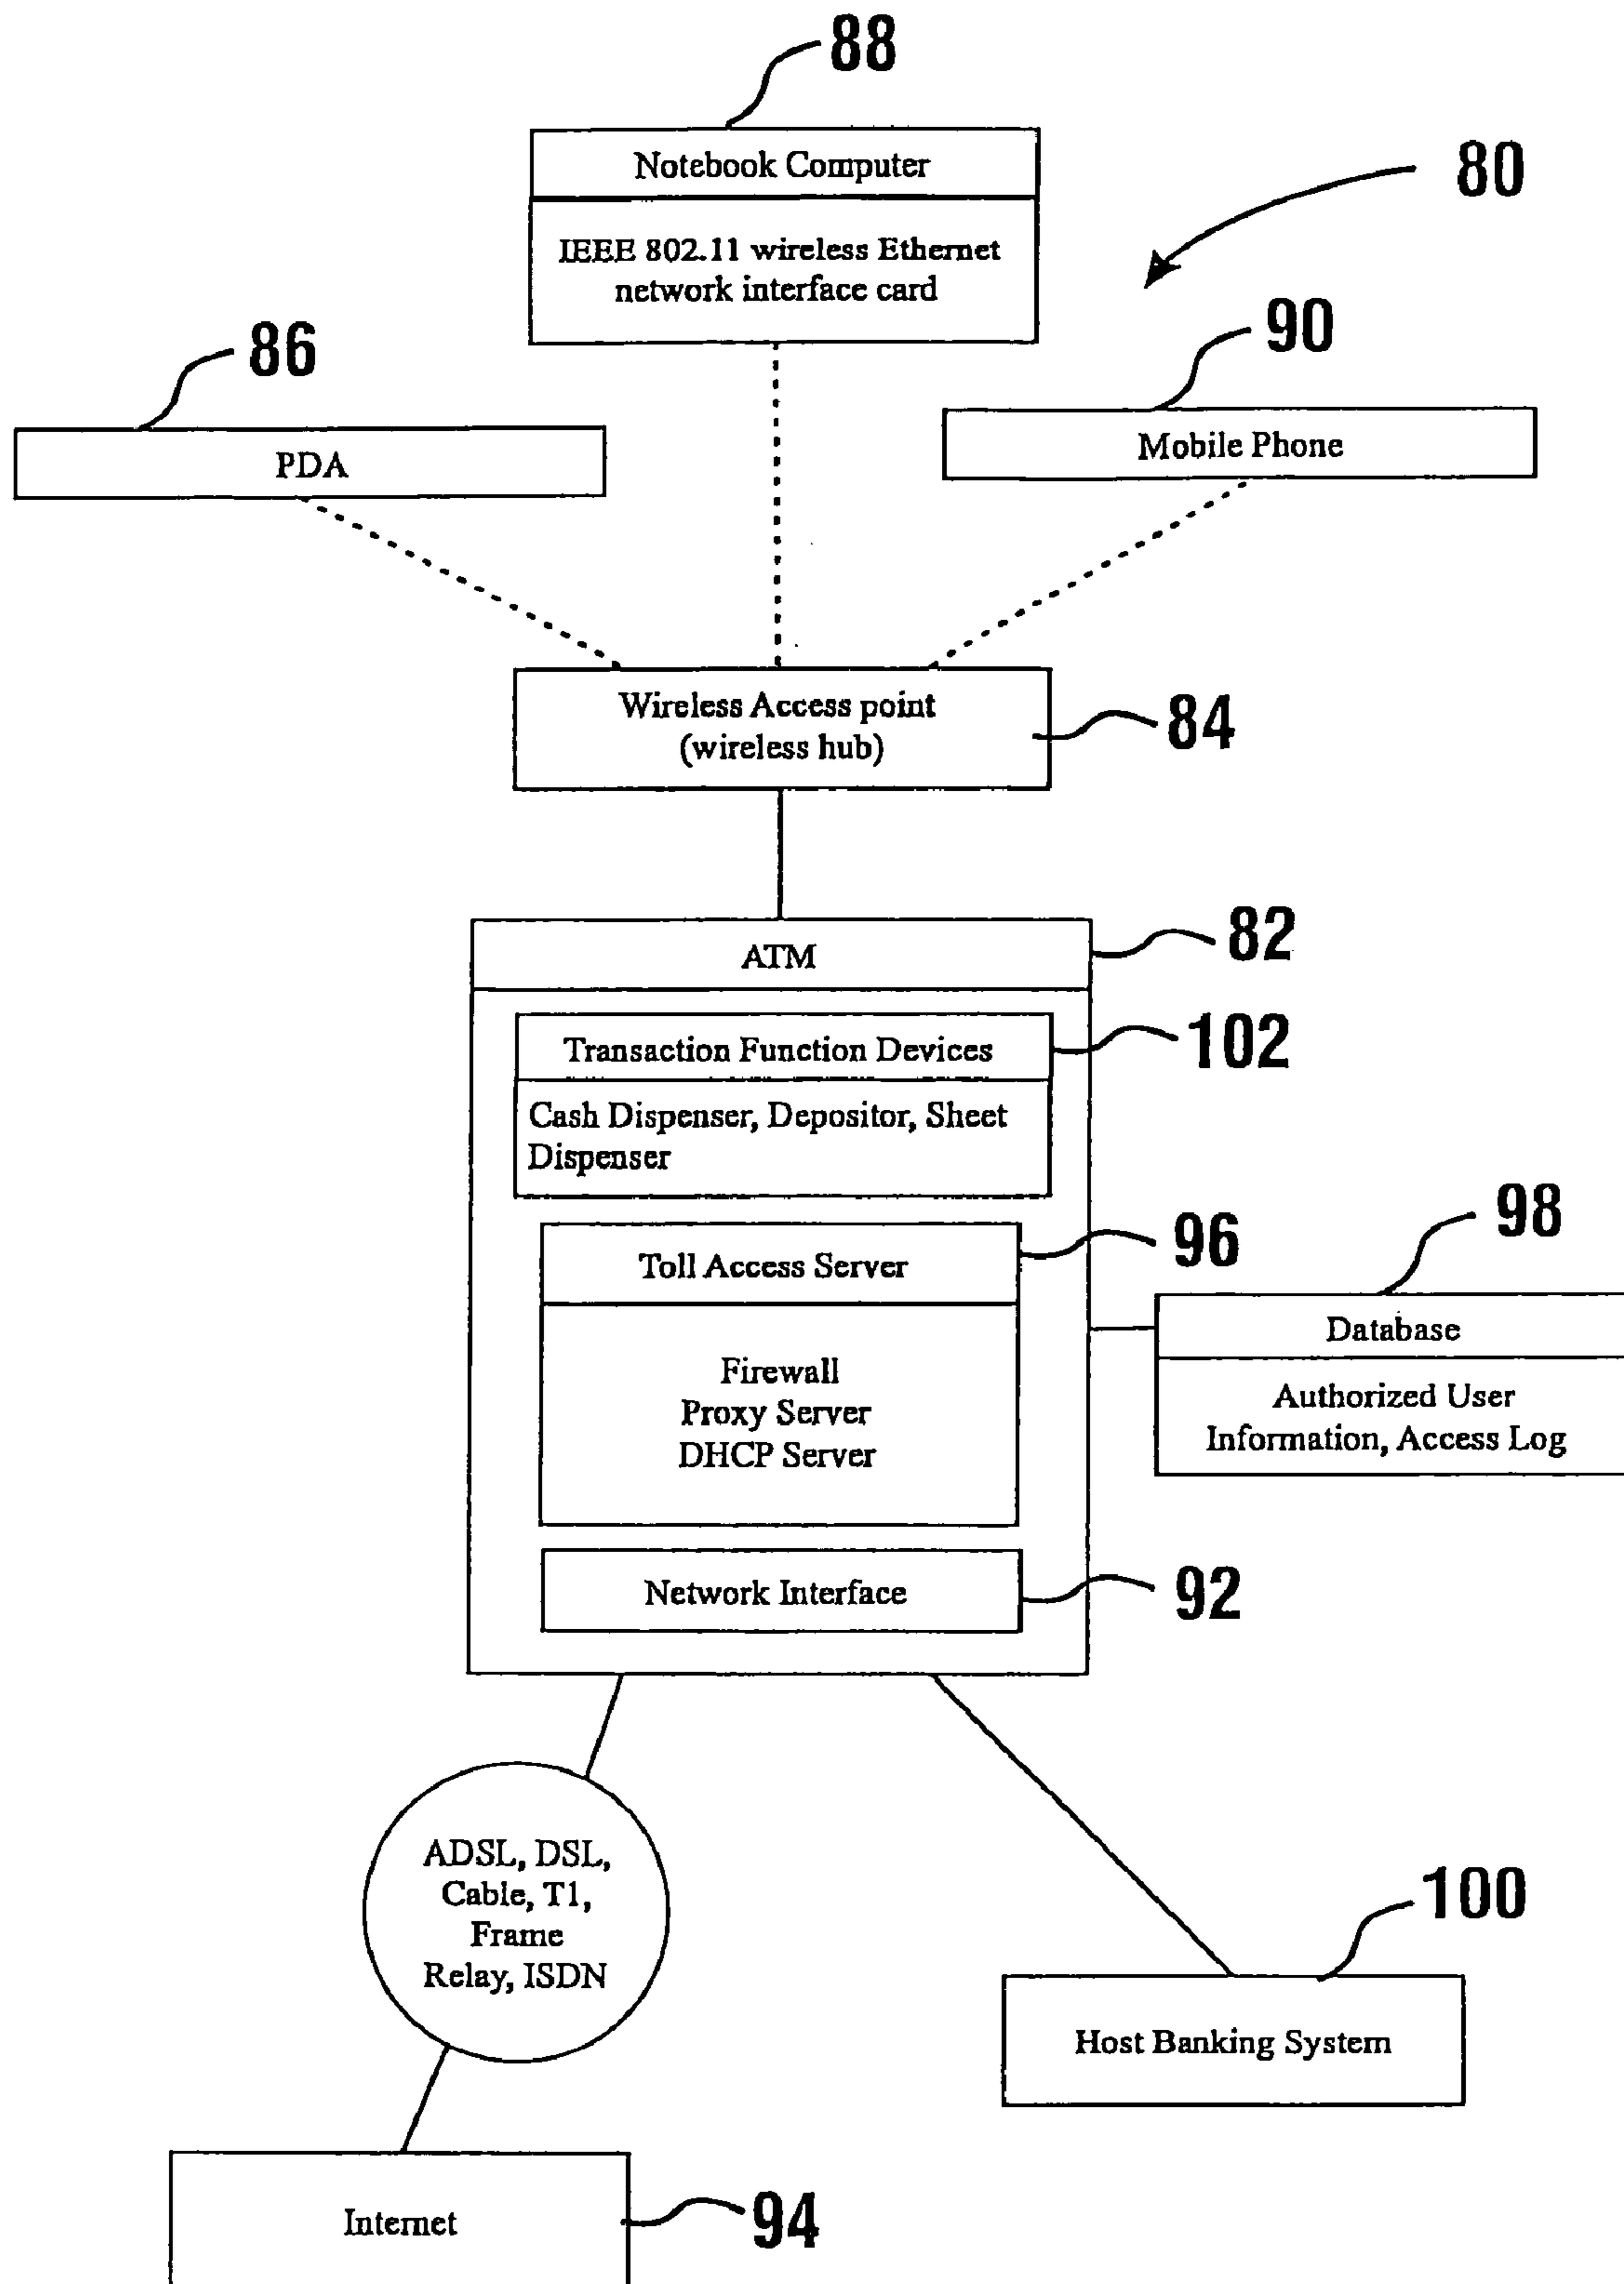 88
Notebook Computer
80
IEEE 802.11 wireless Ethernet
network interface card
86
90
PDA
Mobile Phone
Wireless Access point
(wireless hub)
84
ATM
82
Transaction Function Devices
102
Cash Dispenser, Depositor, Sheet
Dispenser
Toll Access Server
96
98
Database
Firewall
Proxy Server
DHCP Server
Authorized User
Information, Access Log
Network Interface
92
ADSL, DSL,
Cable, T1,
Frame
Relay, ISDN
100
Host Banking System
Internet
94